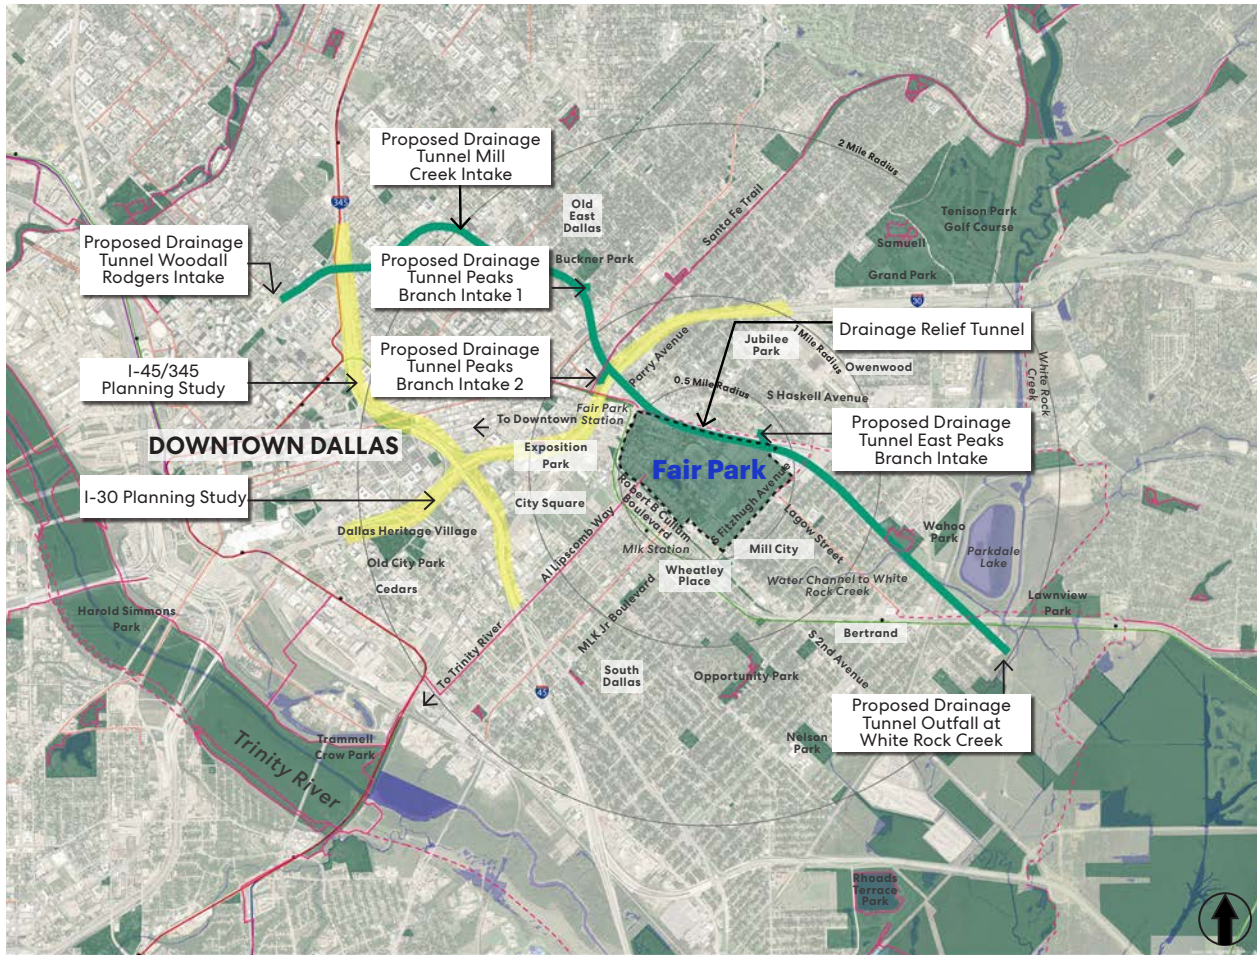 Proposed Drainage
Tunnel Mill
Creek Intake
2 Mile Radius
345
Old
East
Dallas
Santa Fe Trail
Tenison Park
Golf Course
Samuell
Grand Park
Proposed Drainage
Tunnel Woodall
Rodgers Intake
Proposed Drainage
Tunnel Peaks
Branch Intake 1
Buckner Park
30
Drainage Relief Tunnel
Parry Avenue
Jubilee
Park
1 Mile Radius
Owenwood
White Rock
Creek
Proposed Drainage
Tunnel Peaks
Branch Intake 2
I-45/345
Planning Study
0.5 Mile Radius
S Haskell Avenue
To Downtown
Fair Park
Station
Proposed Drainage
Tunnel East Peaks
Branch Intake
DOWNTOWN DALLAS
Exposition
Park
Fair Park
I-30 Planning Study
City Square
Robert B Cullum
Boulevard
S Fitzhugh Avenue
Lagow Street
Wahoo
Park
Parkdale
Lake
Dallas Heritage Village
Al Lipscomb Way
Mlk Station
Mill City
Old City Park
Cedars
Wheatley
Place
Water Channel to White
Rock Creek
Lawnview
Park
Harold Simmons
Park
MLK Jr Boulevard
Bertrand
S 2nd Avenue
To Trinity River
South
Dallas
Opportunity Park
45
Proposed Drainage
Tunnel Outfall at
White Rock Creek
Nelson
Park
Trammell
Crow Park
Trinity River
Rhoads
Terrace
Park